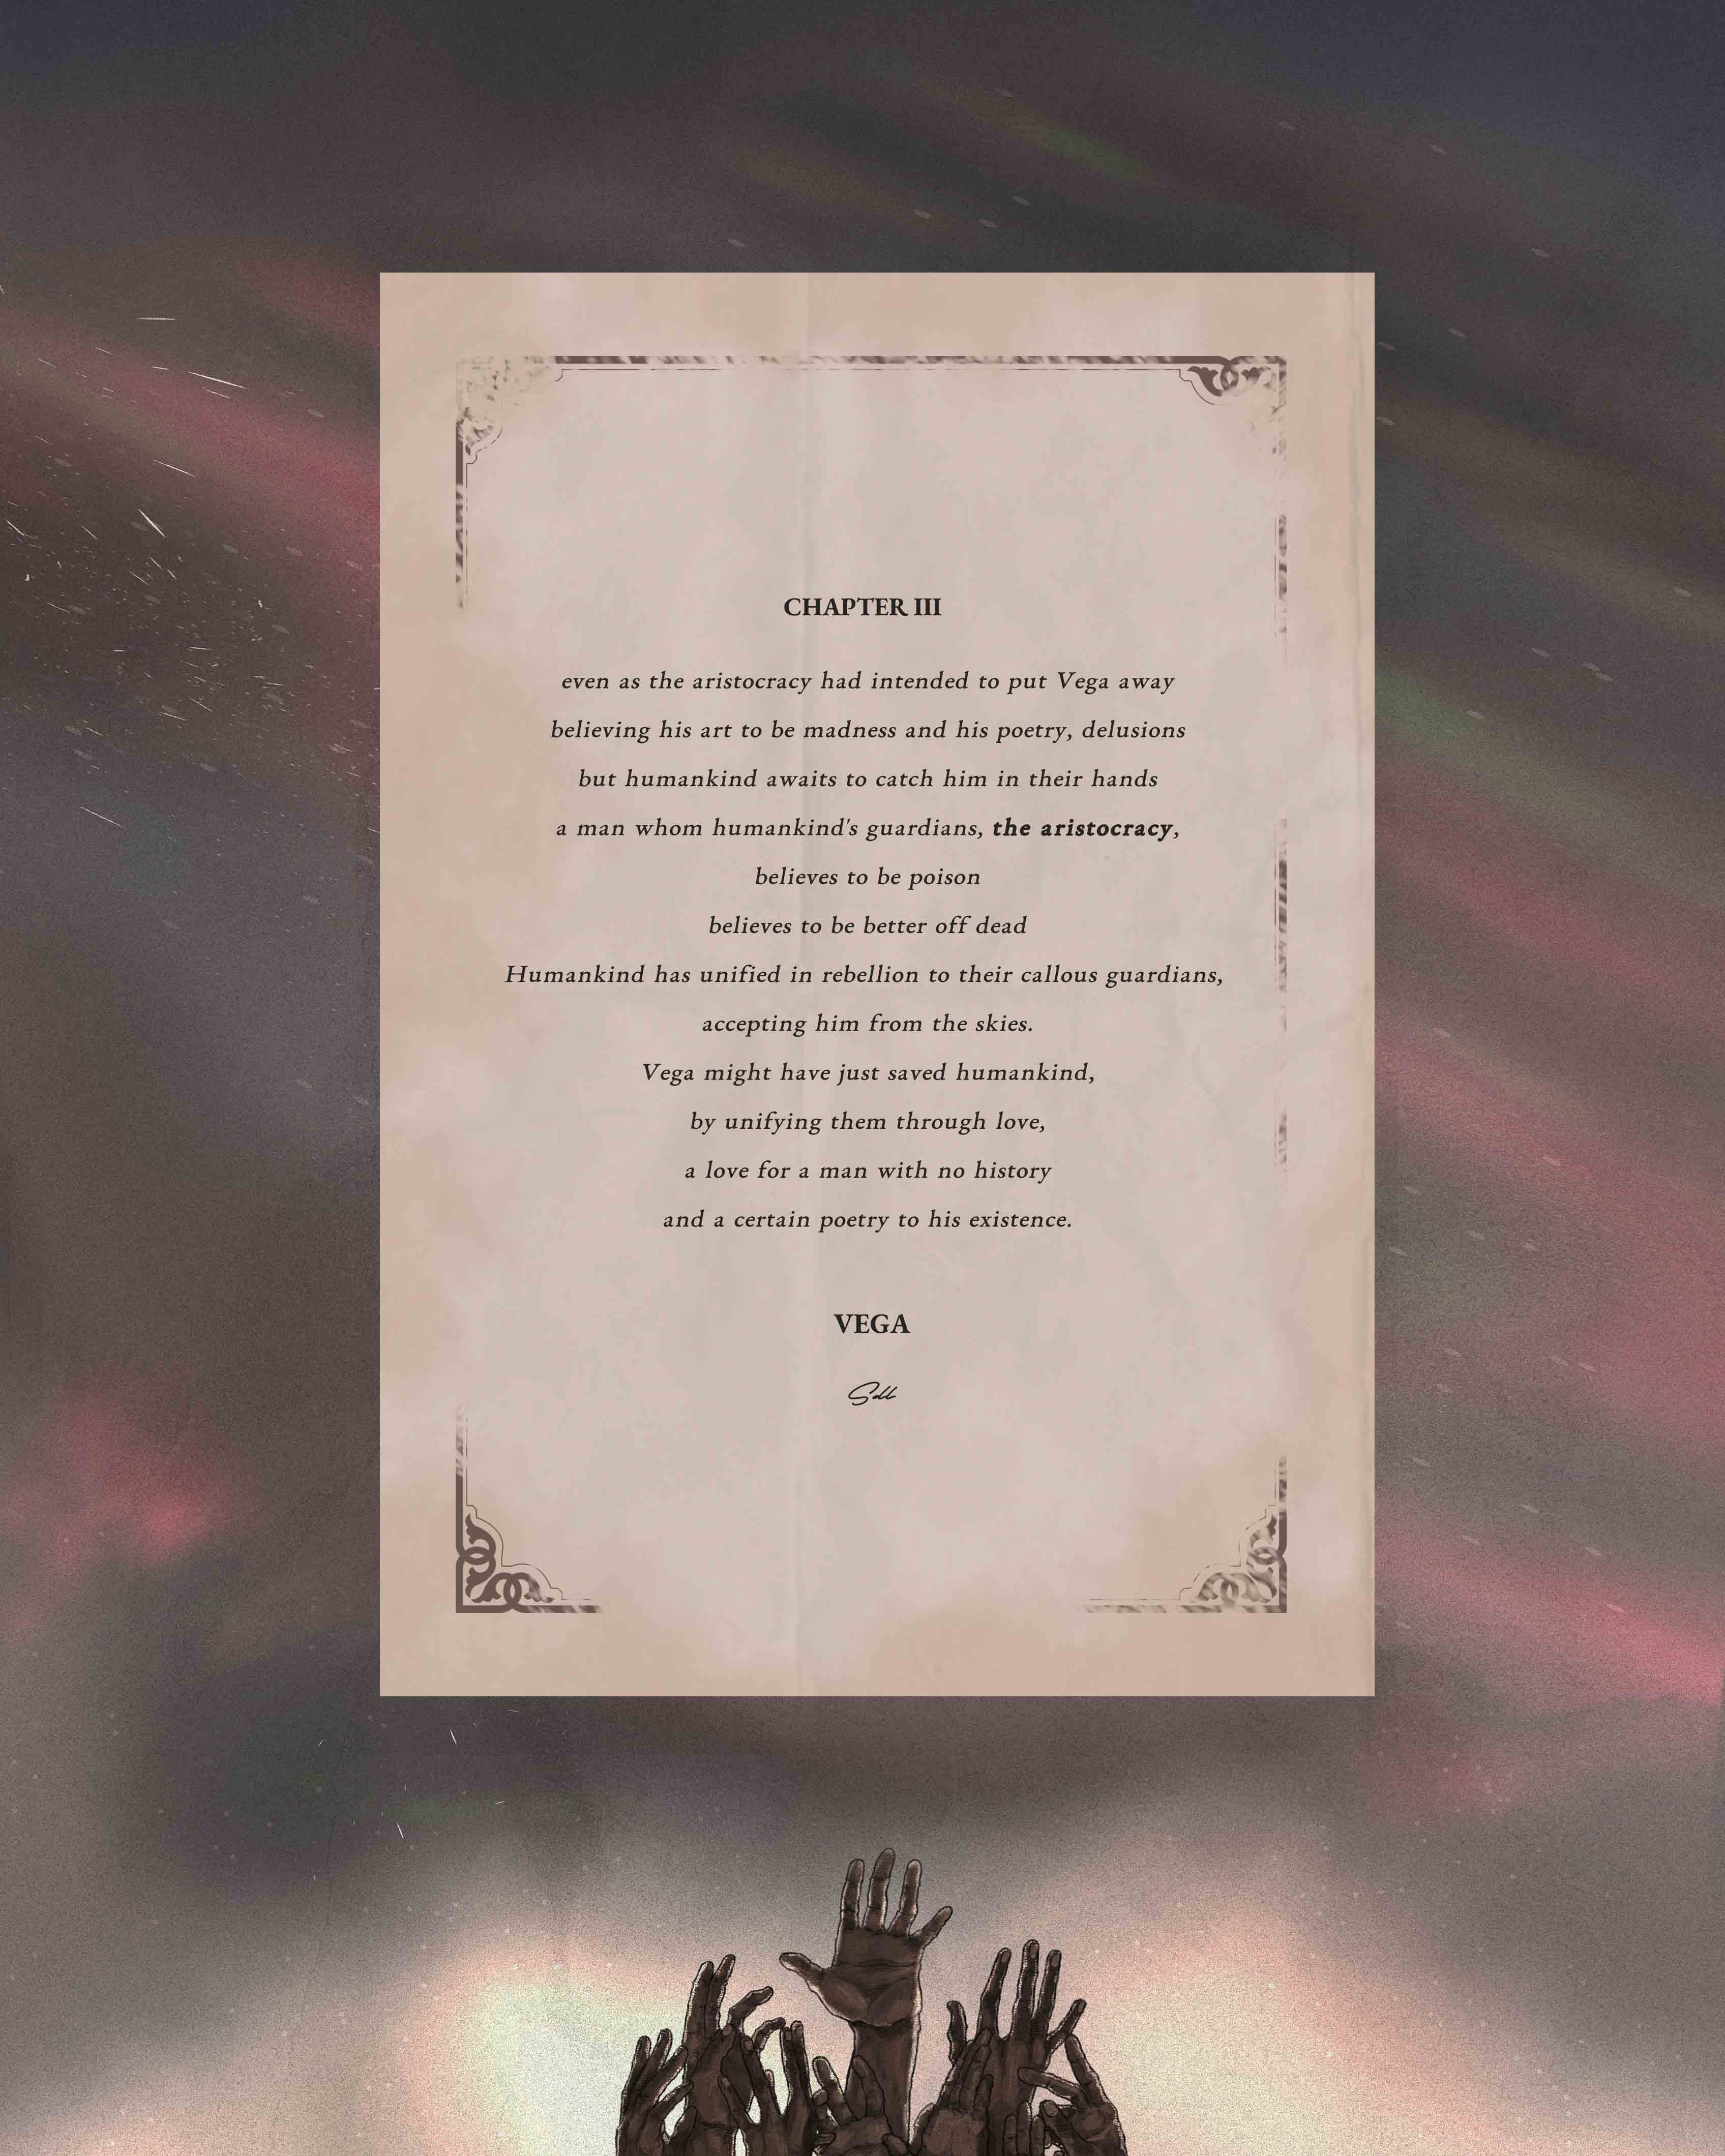 CHAPTER III
even as the aristocracy had intended to put Vega away
believing his art to be madness and his poetry, delusions
but humankind awaits to catch him in their hands
a man whom humankind's guardians, the aristocracy,
believes to be poison
believes to be better off dead
Humankind has unified in rebellion to their callous guardians,
accepting him from the skies.
Vega might have just saved humankind,
by unifying them through love,
a love for a man with no history
and a certain poetry to his existence.
VEGA